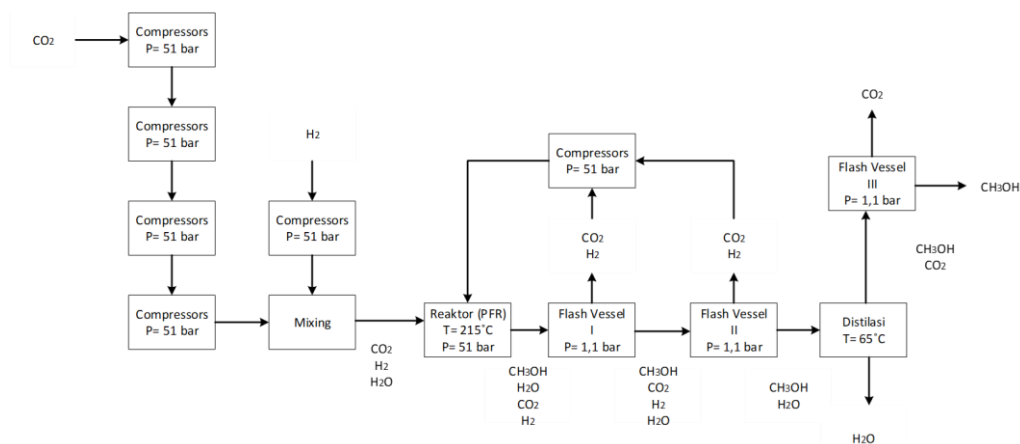 CO2
Compressors
P= 51 bar
Compressors
P= 51 bar
H2
CO2
Compressors
P= 51 bar
Flash Vessel
III
P= 1,1 bar
CH3OH
Compressors
P= 51 bar
Compressors
P= 51 bar
CO2
H2
CO2
H2
CH3OH
CO2
Compressors
P= 51 bar
Mixing
Reaktor (PFR)
T= 215˚C
P= 51 bar
Flash Vessel
I
P= 1,1 bar
Flash Vessel
II
P= 1,1 bar
Distilasi
T= 65˚C
CO2
H2
H2O
CH3OH
H2O
CO2
H2
CH3OH
CO2
H2
H2O
CH3OH
H2O
H2O